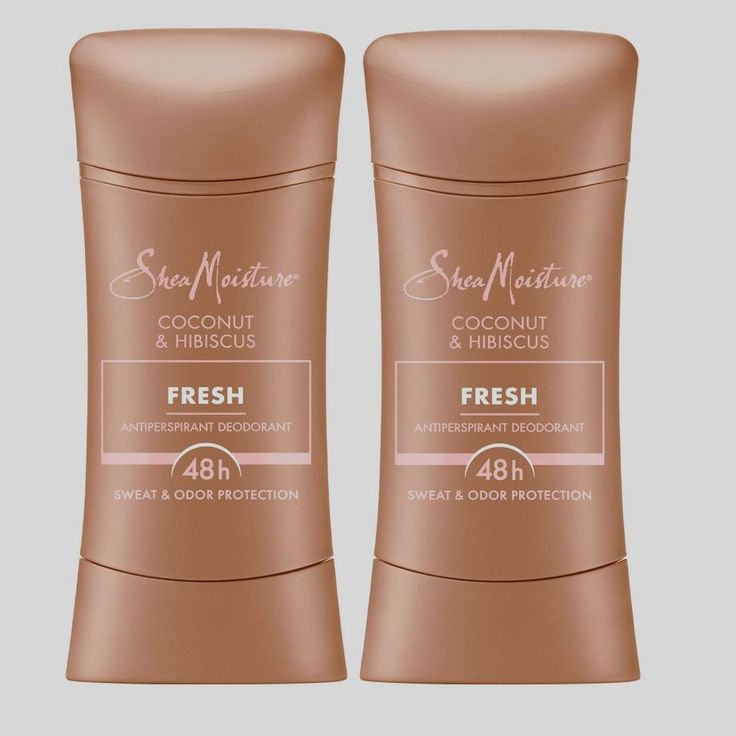 SheaMoisture®
COCONUT
& HIBISCUS
FRESH
ANTIPERSPIRANT DEODORANT
48h
SWEAT & ODOR PROTECTION
SheaMoisture®
COCONUT
& HIBISCUS
FRESH
ANTIPERSPIRANT DEODORANT
48h
SWEAT & ODOR PROTECTION